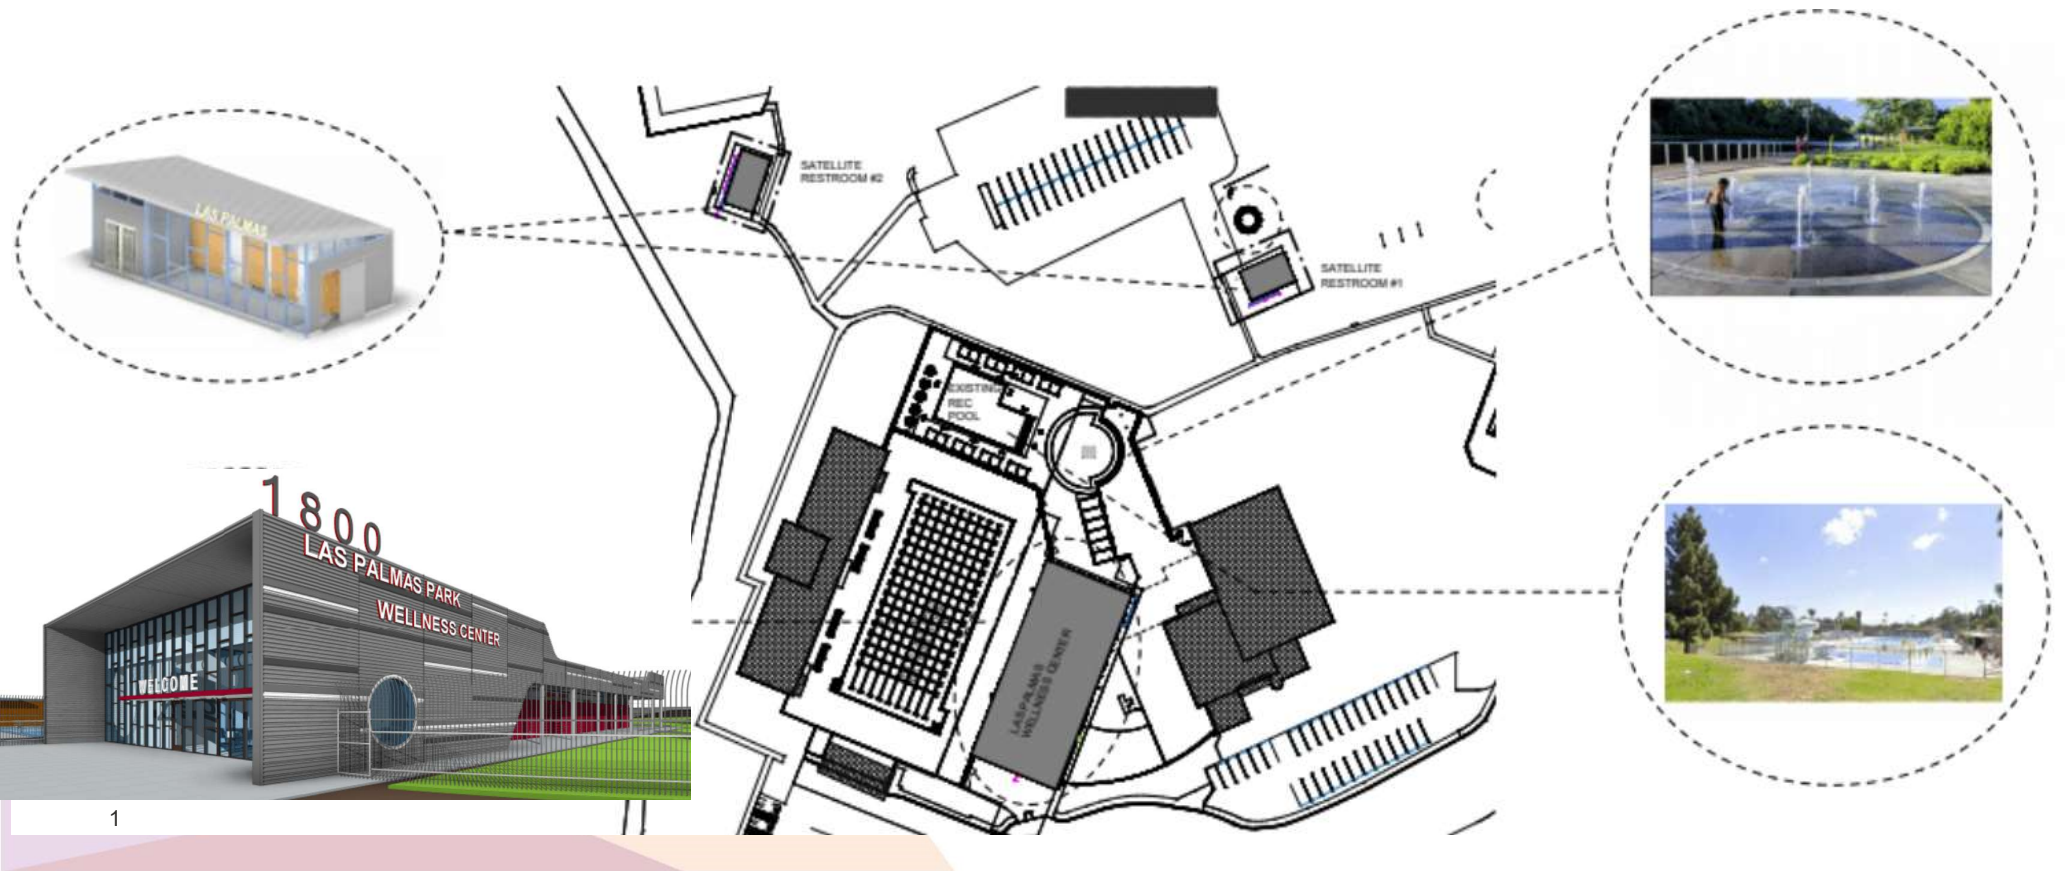 LAS PALMAS
SATELLITE
RESTROOM #2
SATELLITE
RESTROOM #1
EXISTING
REC
POOL
1800
LAS PALMAS PARK
WELLNESS CENTER
WELCOME
LAS PALMAS
WELLNESS CENTER
1